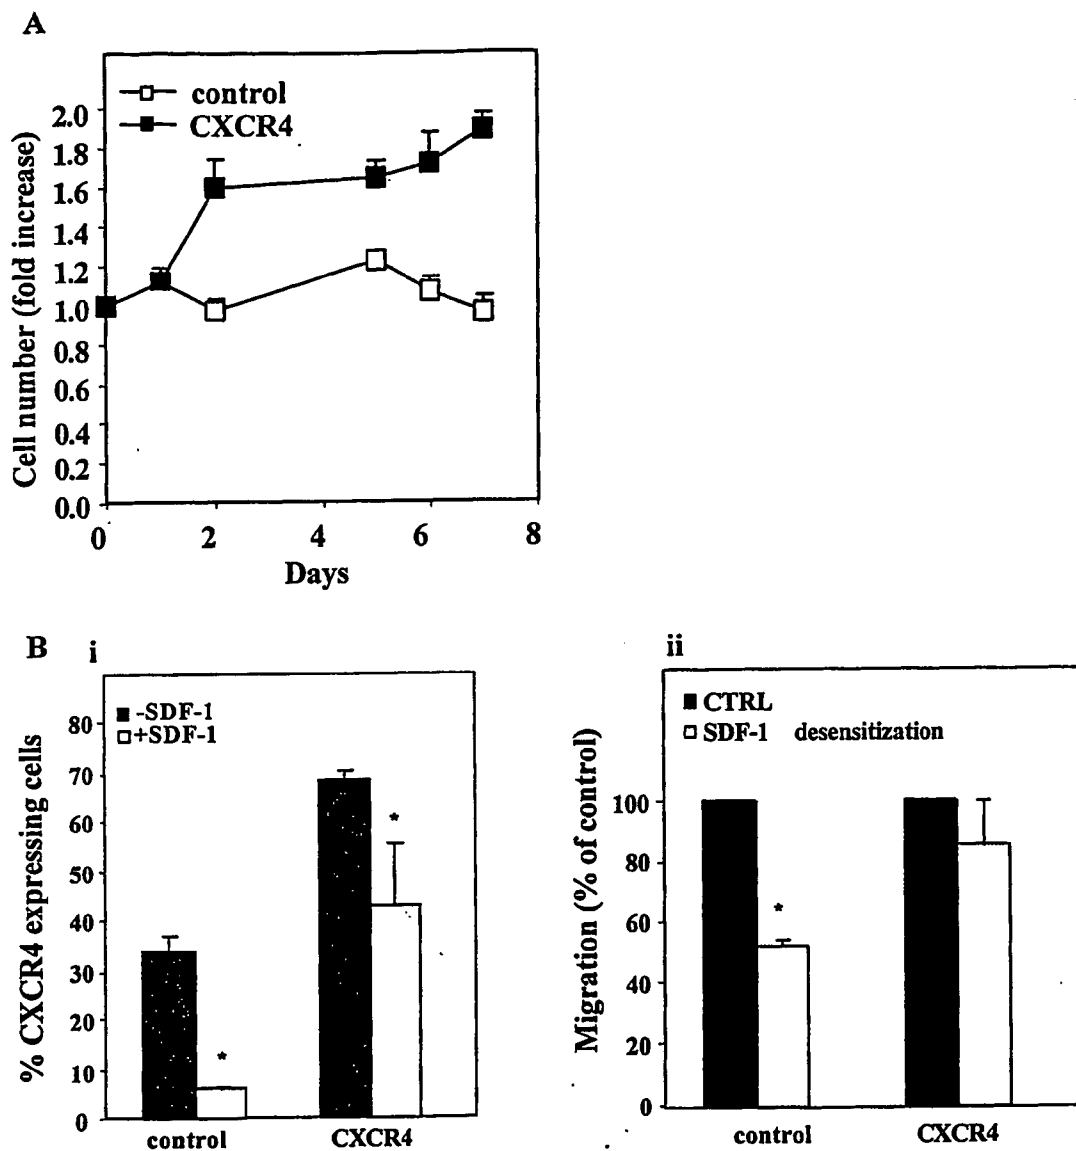 A
control
CXCR4
Cell number (fold increase)
2.0
1.8
1.6
1.4
1.2
1.0
0.8
0.6
0.4
0.2
0.0
0 2 4 6 8
Days
B i
-SDF-1
+SDF-1
% CXCR4 expressing cells
80
70
60
50
40
30
20
10
0
*
*
control CXCR4
ii
CTRL
SDF-1 desensitization
Migration (% of control)
100
80
60
40
20
0
*
control CXCR4